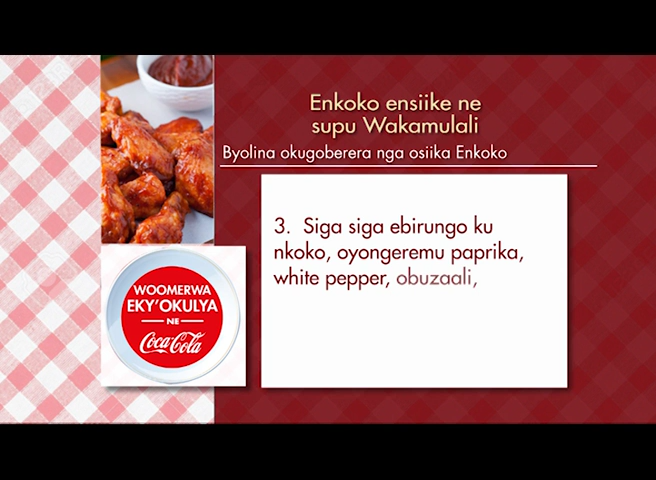 Enkoko ensiike ne
supu Wakamulali
Byolina okugoberera nga osiika Enkoko
3. Siga siga ebirungo ku
nkoko, oyongeremu paprika,
white pepper, obuzaali,
WOOMERWA
EKY'OKULYA
NE
Coca-Cola